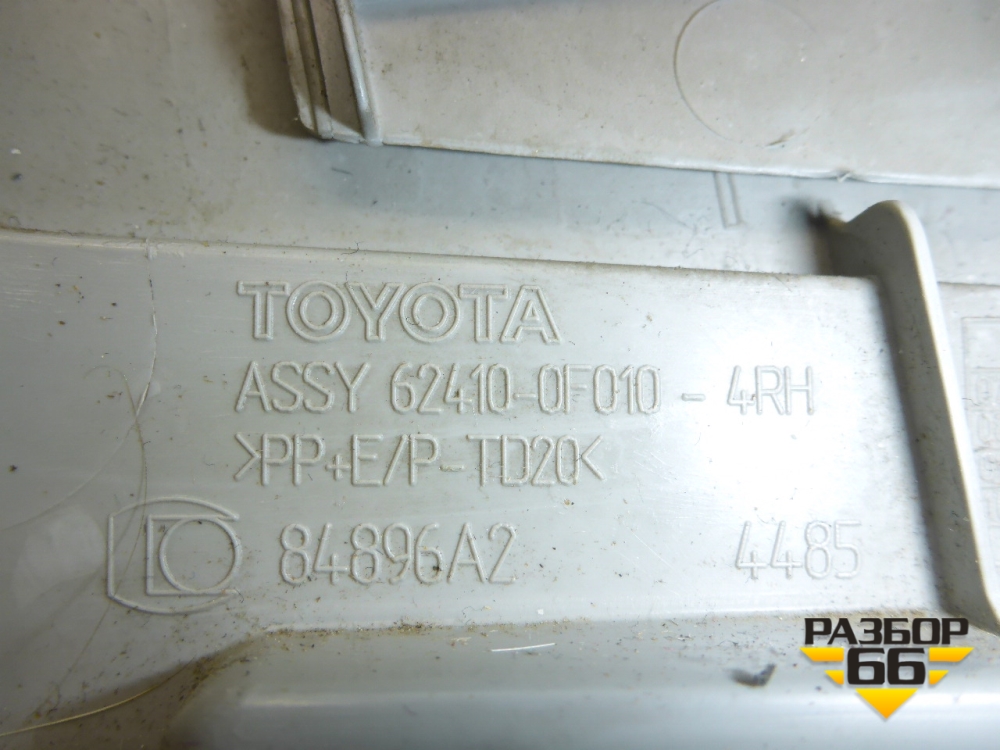 TOYOTA
ASSY 62410-0F010-4RH
>PP+E/P-TD20<
84896A2 4485
РАЗБОР
66